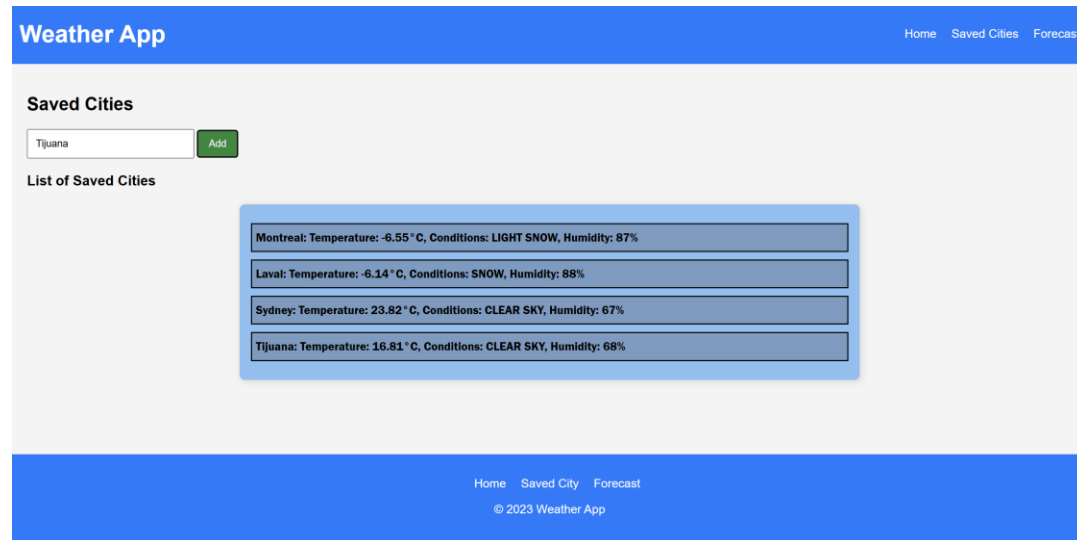 Weather App
Home Saved Cities Forecas
Saved Cities
Tijuana Add
List of Saved Cities
Montreal: Temperature: -6.55°C, Conditions: LIGHT SNOW, Humidity: 87%
Laval: Temperature: -6.14°C, Conditions: SNOW, Humidity: 88%
Sydney: Temperature: 23.82°C, Conditions: CLEAR SKY, Humidity: 67%
Tijuana: Temperature: 16.81°C, Conditions: CLEAR SKY, Humidity: 68%
Home Saved City Forecast
© 2023 Weather App